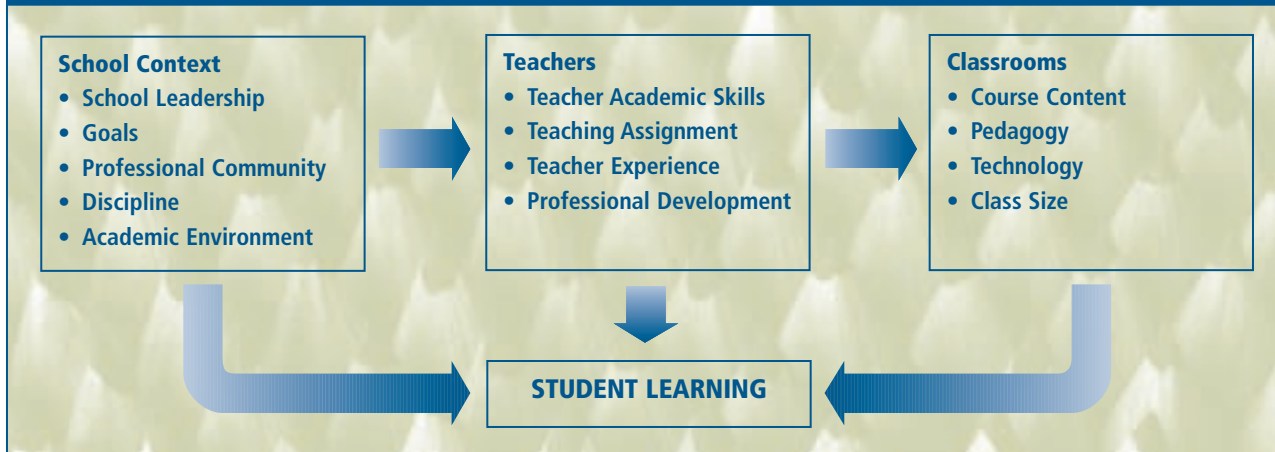 School Context
• School Leadership
• Goals
• Professional Community
• Discipline
• Academic Environment
Teachers
• Teacher Academic Skills
• Teaching Assignment
• Teacher Experience
• Professional Development
Classrooms
• Course Content
• Pedagogy
• Technology
• Class Size
STUDENT LEARNING